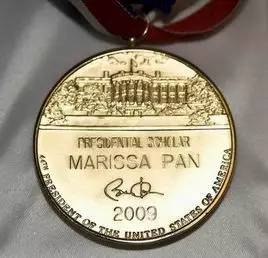 PRESIDENTIAL SCHOLAR
MARISSA PAN
2009
44TH PRESIDENT OF THE UNITED STATES OF AMERICA